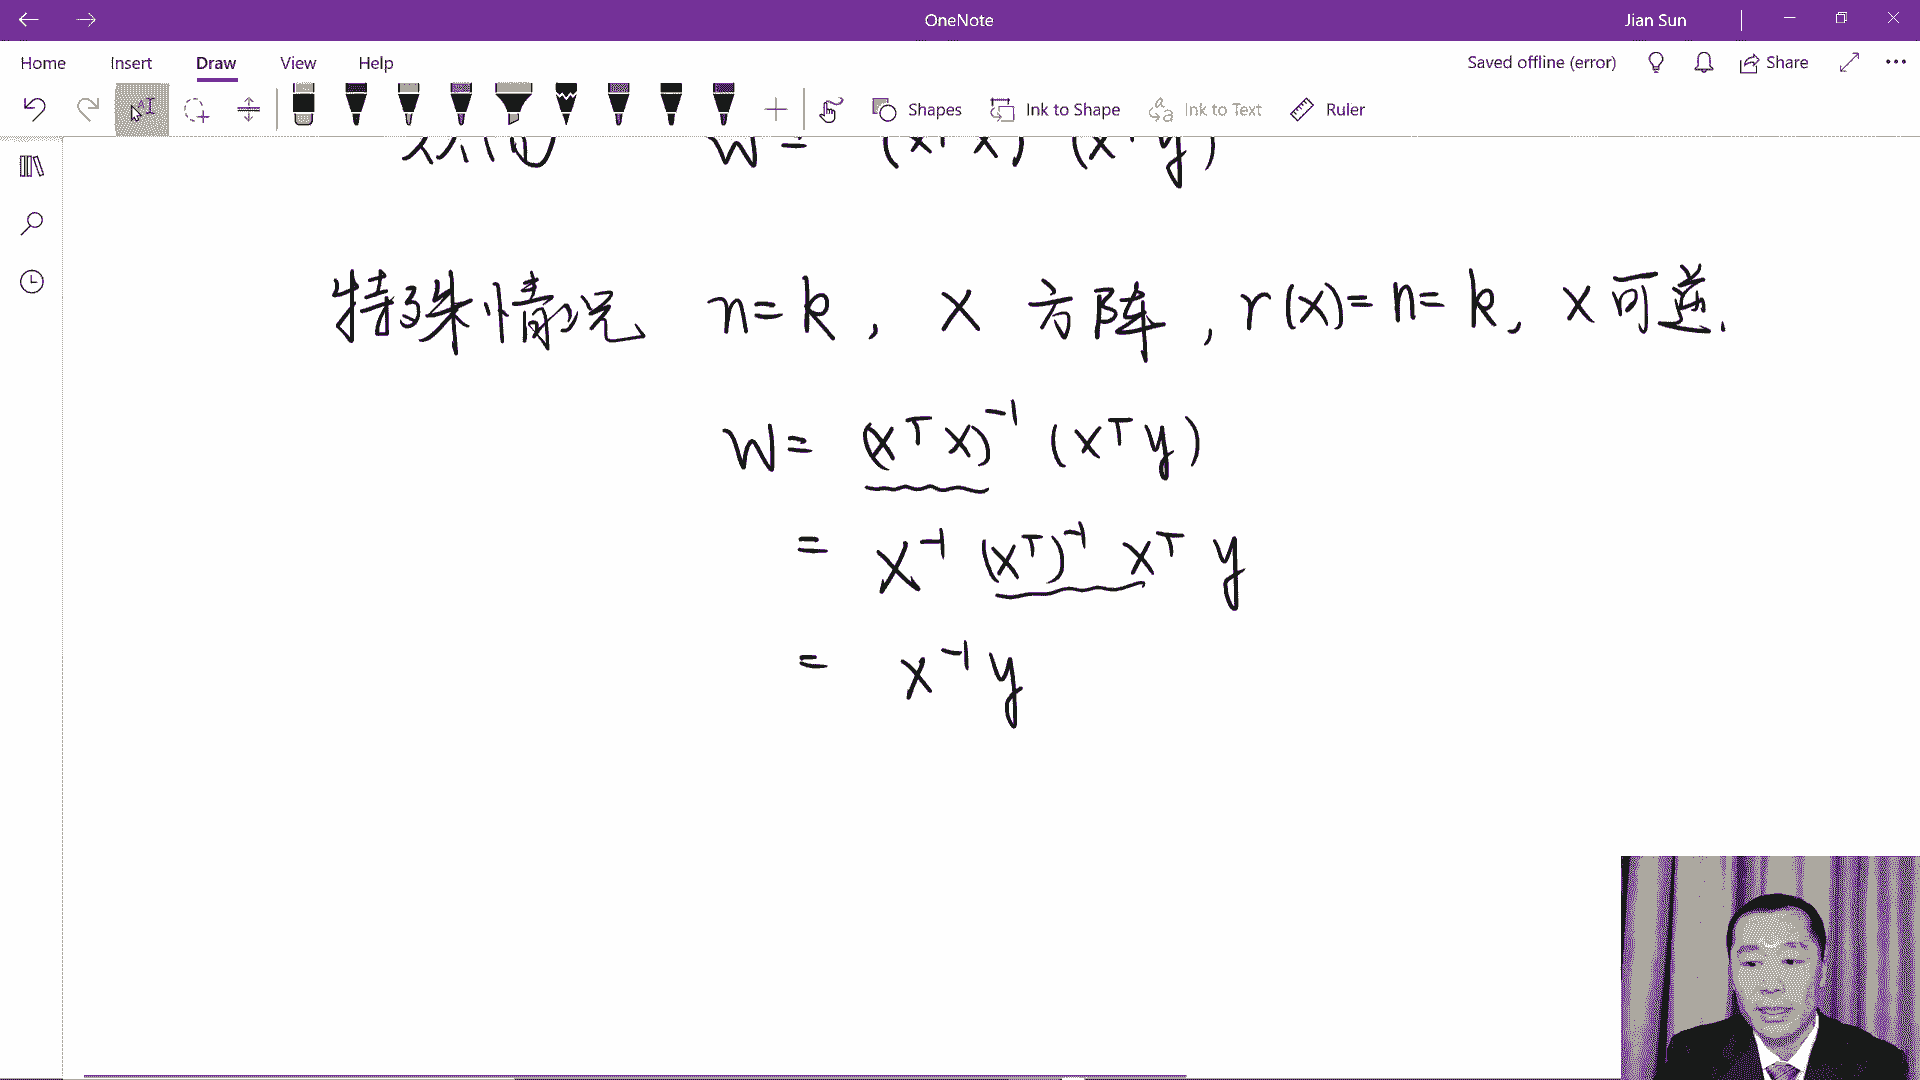 OneNote Jian Sun
Home Insert Draw View Help Saved offline (error) Share
Shapes Ink to Shape Ink to Text Ruler
W = (X^T X)^-1 (X^T y)
特殊情况 n=k, X 方阵, r(X)=n=k, X 可逆.
W = (X^T X)^-1 (X^T y)
= X^-1 (X^T)^-1 X^T y
= X^-1 y